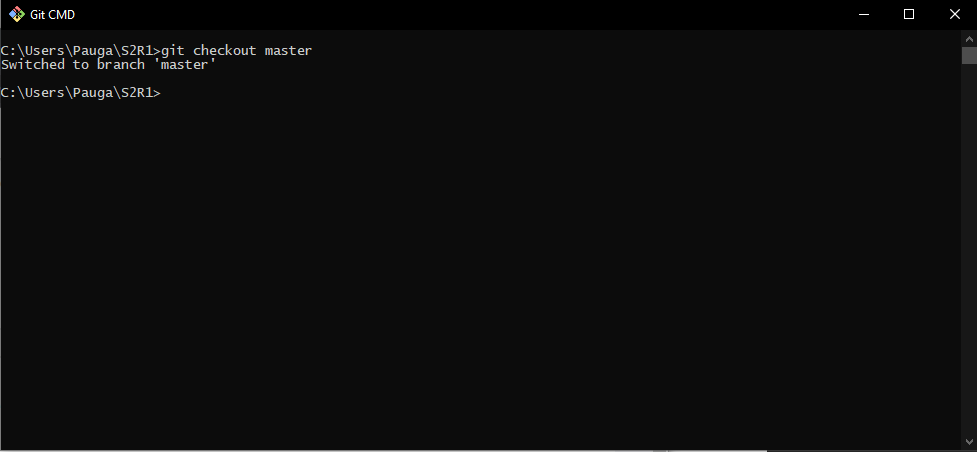 Git CMD
C:\Users\Pauga\S2R1>git checkout master
Switched to branch 'master'
C:\Users\Pauga\S2R1>